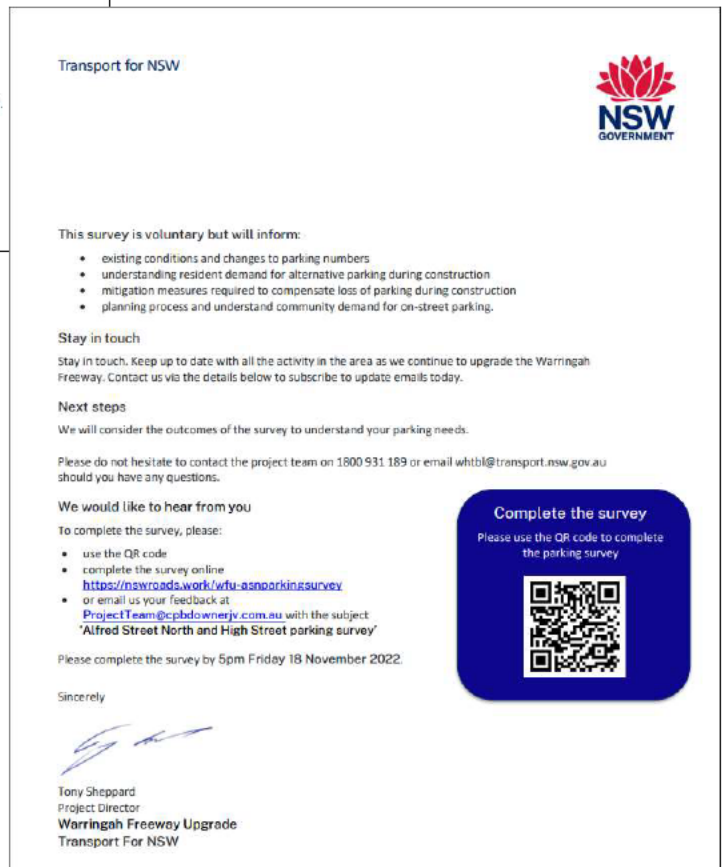 Transport for NSW
NSW
GOVERNMENT
This survey is voluntary but will inform:
• existing conditions and changes to parking numbers
• understanding resident demand for alternative parking during construction
• mitigation measures required to compensate loss of parking during construction
• planning process and understand community demand for on-street parking.
Stay in touch
Stay in touch. Keep up to date with all the activity in the area as we continue to upgrade the Warringah
Freeway. Contact us via the details below to subscribe to update emails today.
Next steps
We will consider the outcomes of the survey to understand your parking needs.
Please do not hesitate to contact the project team on 1800 931 189 or email whtbl@transport.nsw.gov.au
should you have any questions.
We would like to hear from you
To complete the survey, please:
• use the QR code
• complete the survey online
https://nswroads.work/wfu-asnparkingsurvey
• or email us your feedback at
ProjectTeam@cpbdownerjv.com.au with the subject
"Alfred Street North and High Street parking survey"
Please complete the survey by 5pm Friday 18 November 2022.
Complete the survey
Please use the QR code to complete
the parking survey
Sincerely
Tony Sheppard
Project Director
Warringah Freeway Upgrade
Transport For NSW